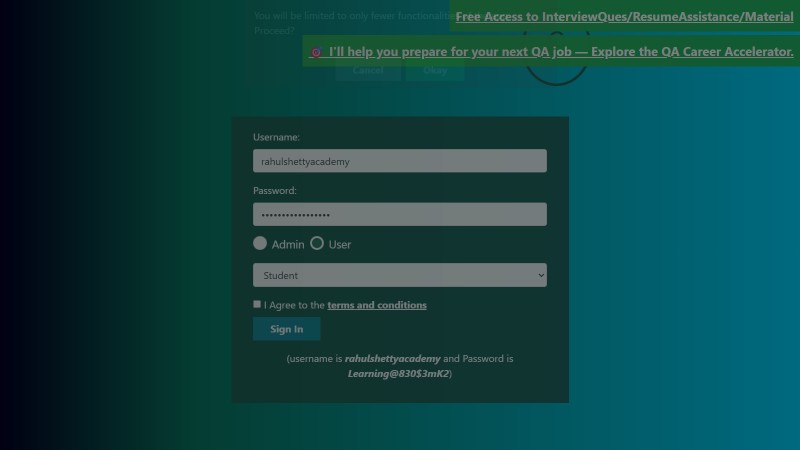 Free Access to InterviewQues/ResumeAssistance/Material
You will be limited to only fewer functionalities
Proceed?
I'll help you prepare for your next QA job — Explore the QA Career Accelerator.
Cancel
Okay
Username:
rahulshettyacademy
Password:
•••••••••••••••••
Admin
User
Student
I Agree to the terms and conditions
Sign In
(username is rahulshettyacademy and Password is
Learning@830$3mK2)